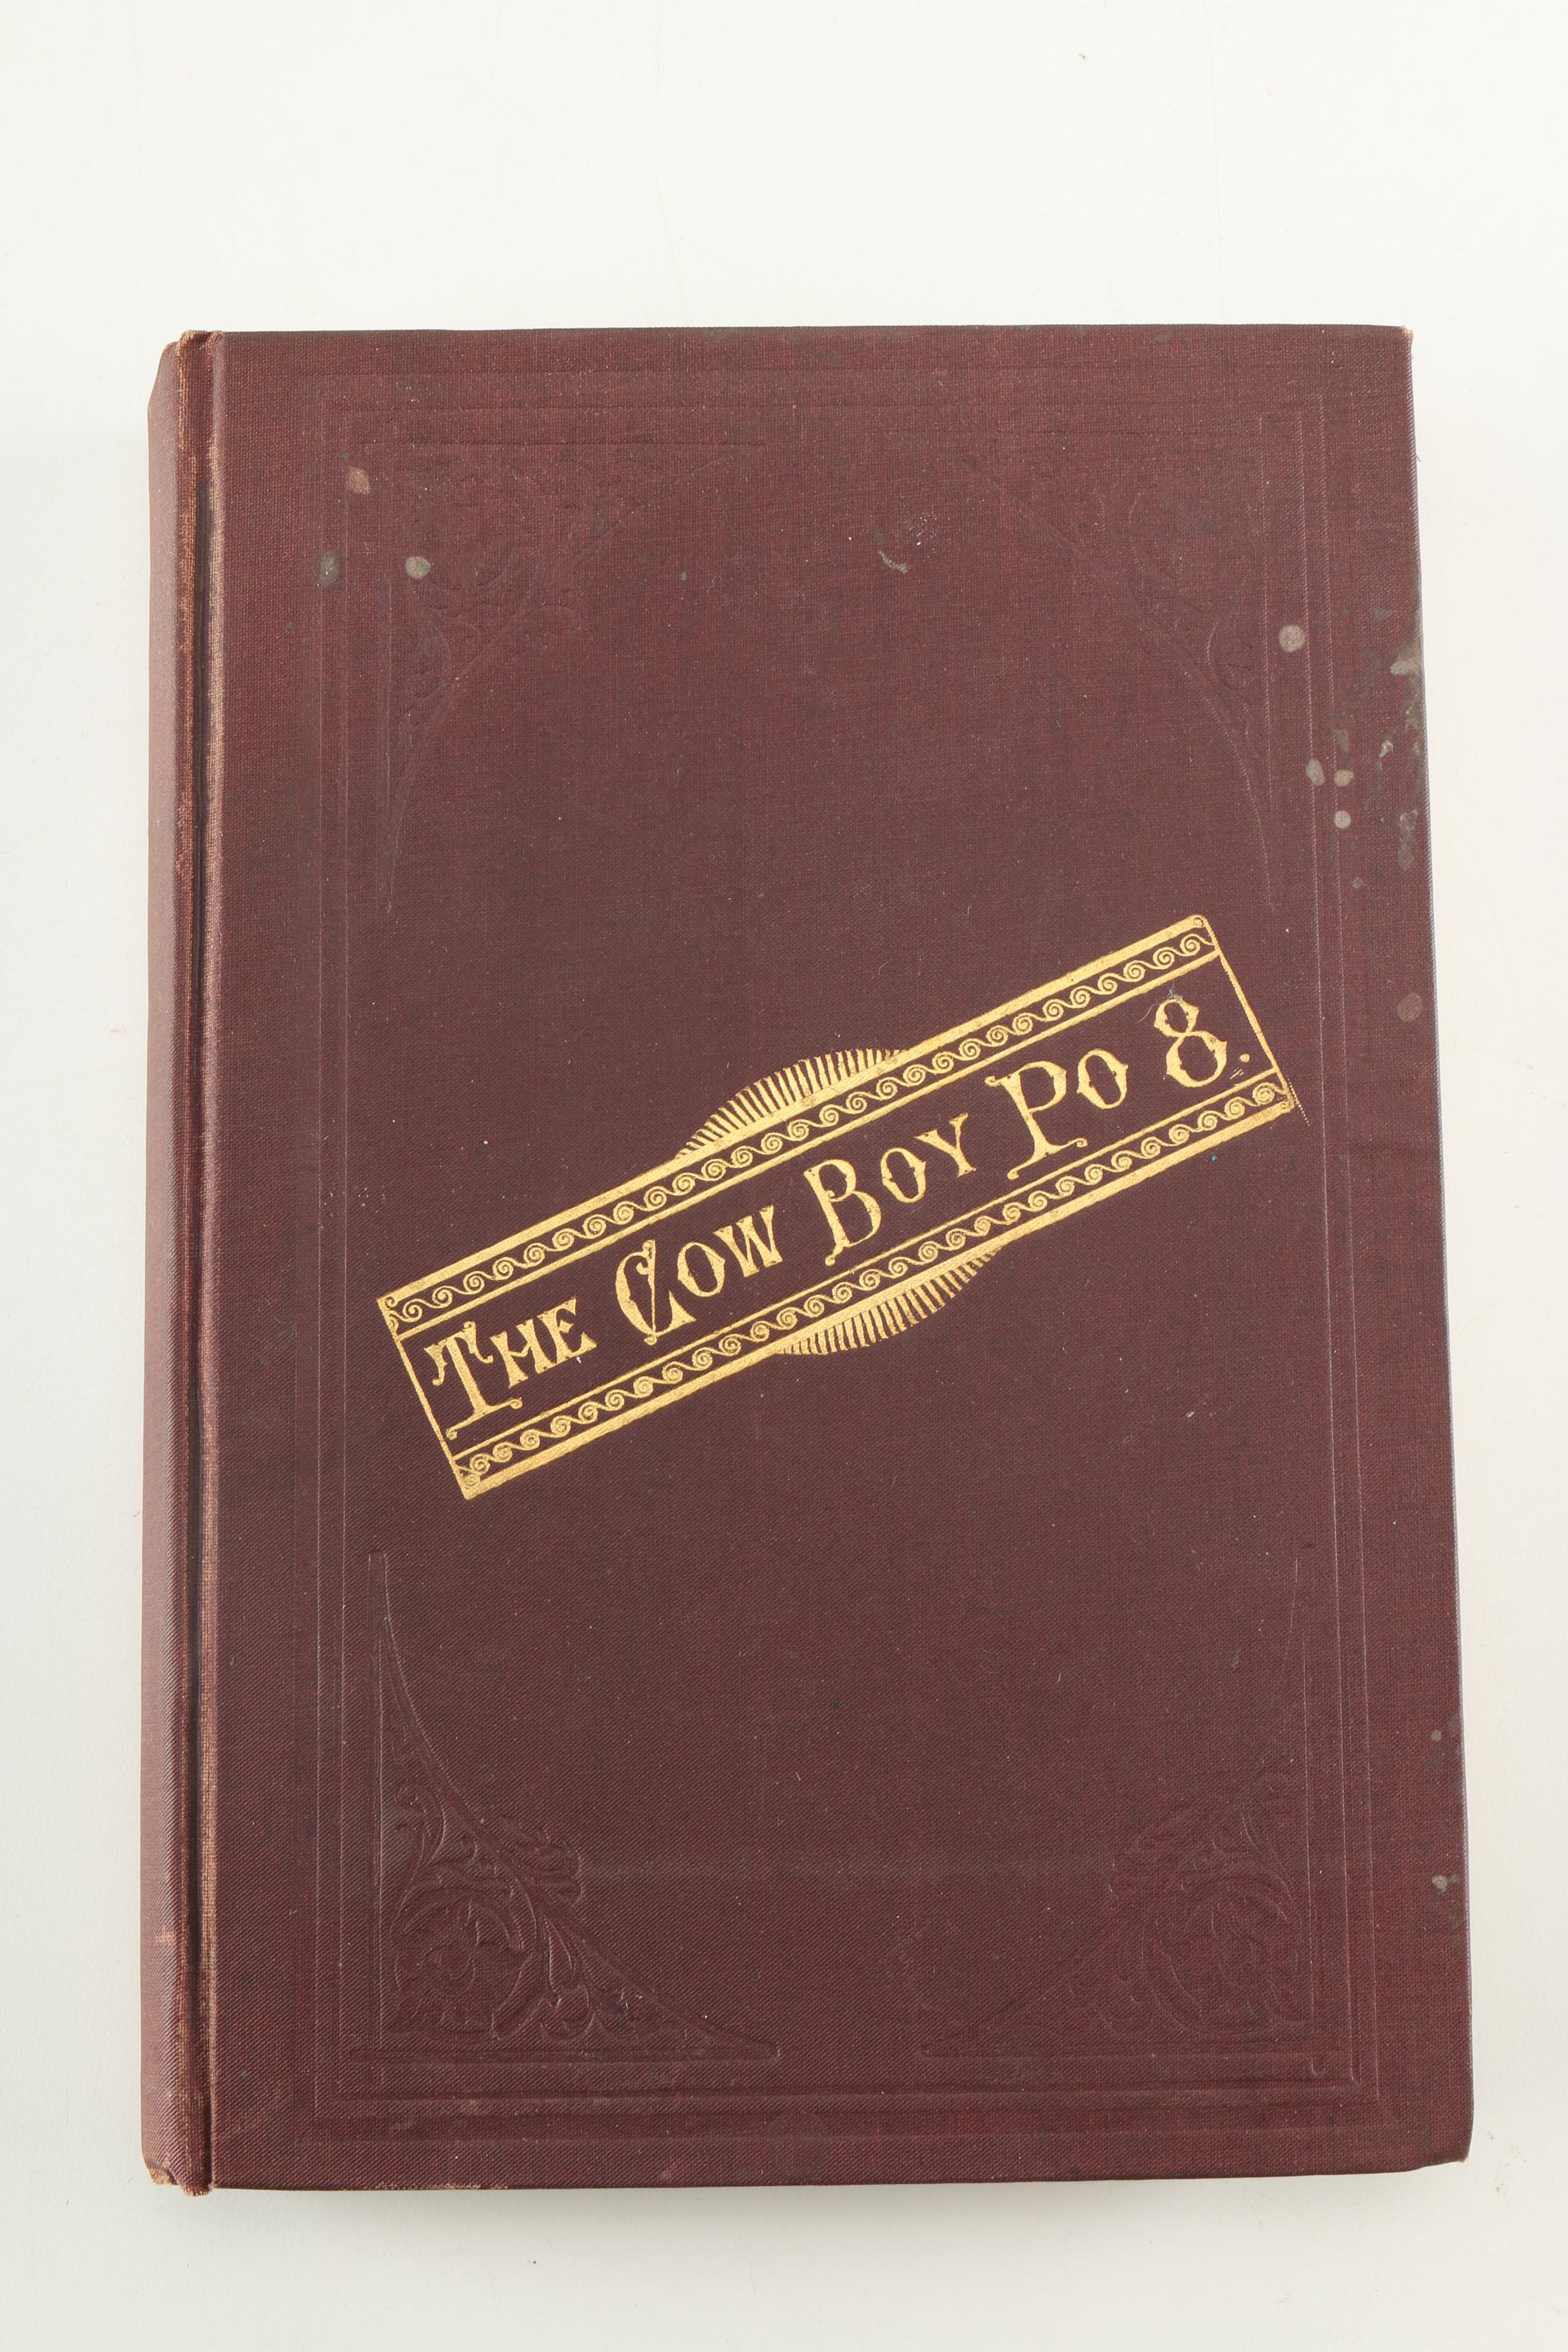 THE COW BOY PO 8.